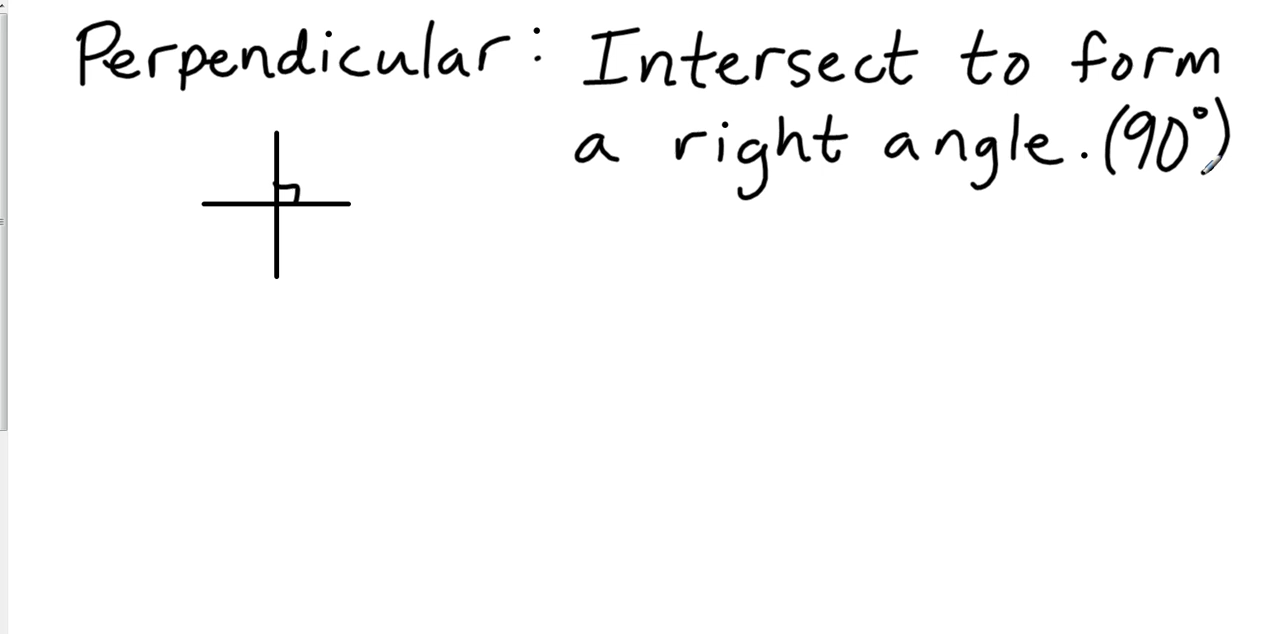 Perpendicular: Intersect to form
a right angle. (90°)